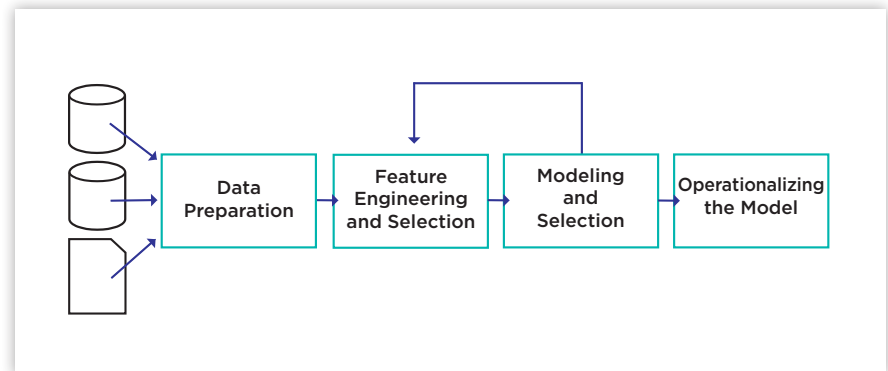 Data
Preparation
Feature
Engineering
and Selection
Modeling
and
Selection
Operationalizing
the Model